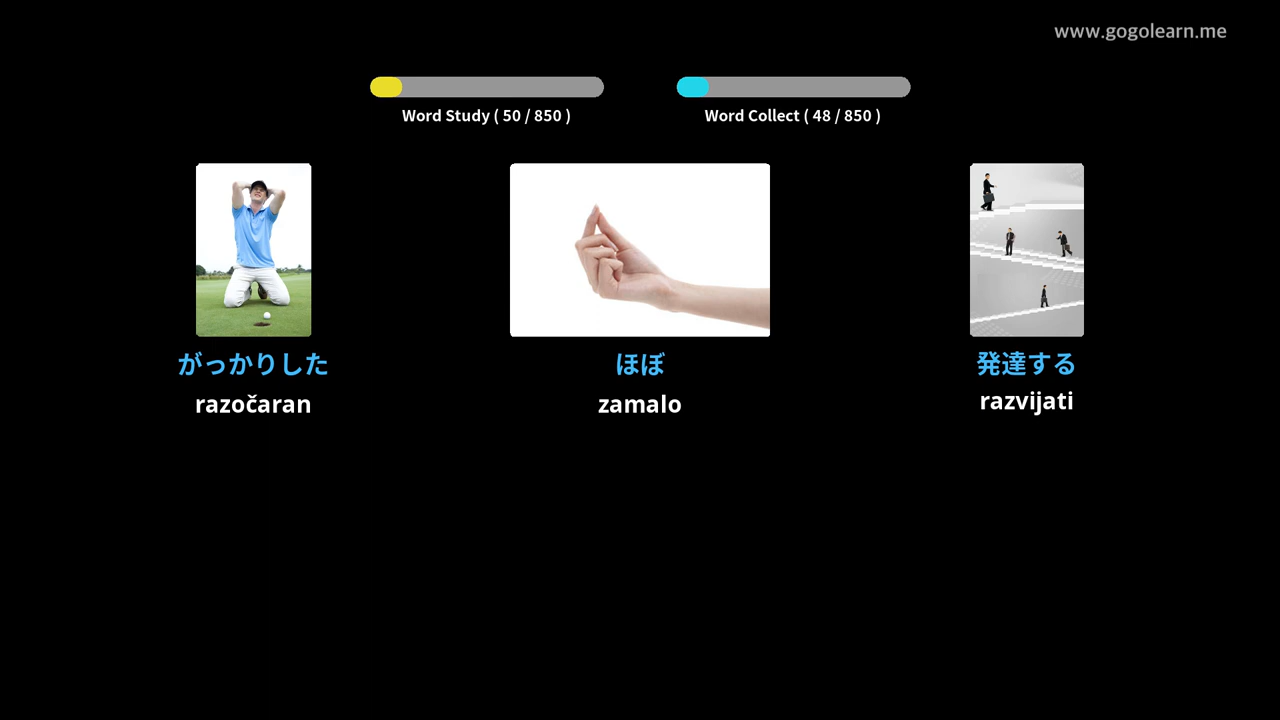 www.gogolearn.me
Word Study ( 50 / 850 )
Word Collect ( 48 / 850 )
がっかりした
ほぼ
発達する
razočaran
zamalo
razvijati